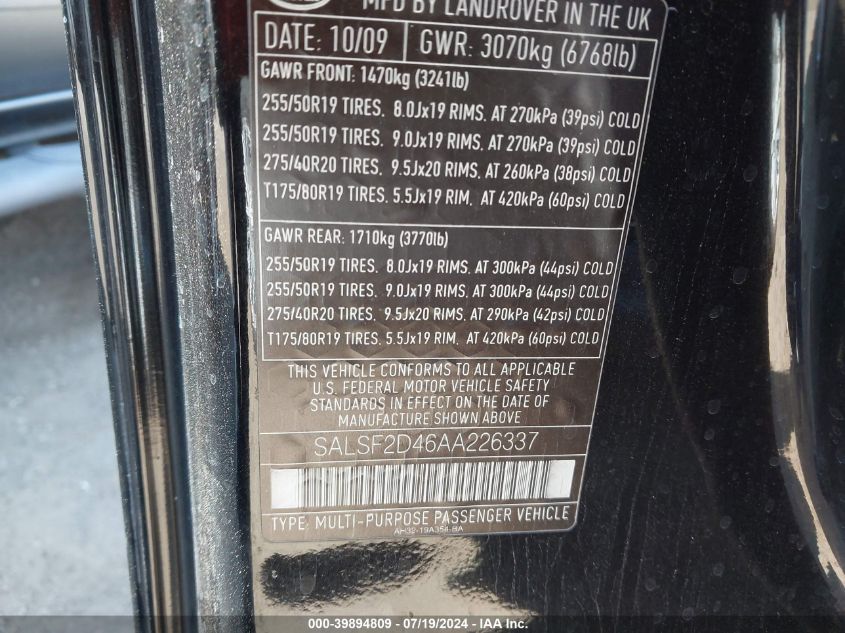 MFD BY LANDROVER IN THE UK
DATE: 10/09 GWR: 3070kg (6768lb)
GAWR FRONT: 1470kg (3241lb)
255/50R19 TIRES, 8.0Jx19 RIMS, AT 270kPa (39psi) COLD
255/50R19 TIRES, 9.0Jx19 RIMS, AT 270kPa (39psi) COLD
275/40R20 TIRES, 9.5Jx20 RIMS, AT 260kPa (38psi) COLD
T175/80R19 TIRES, 5.5Jx19 RIM, AT 420kPa (60psi) COLD
GAWR REAR: 1710kg (3770lb)
255/50R19 TIRES, 8.0Jx19 RIMS, AT 300kPa (44psi) COLD
255/50R19 TIRES, 9.0Jx19 RIMS, AT 300kPa (44psi) COLD
275/40R20 TIRES, 9.5Jx20 RIMS, AT 290kPa (42psi) COLD
T175/80R19 TIRES, 5.5Jx19 RIM, AT 420kPa (60psi) COLD
THIS VEHICLE CONFORMS TO ALL APPLICABLE
U.S. FEDERAL MOTOR VEHICLE SAFETY
STANDARDS IN EFFECT ON THE DATE OF
MANUFACTURE SHOWN ABOVE
SALSF2D46AA226337
TYPE: MULTI-PURPOSE PASSENGER VEHICLE
000-39894809 - 07/19/2024 - IAA Inc.